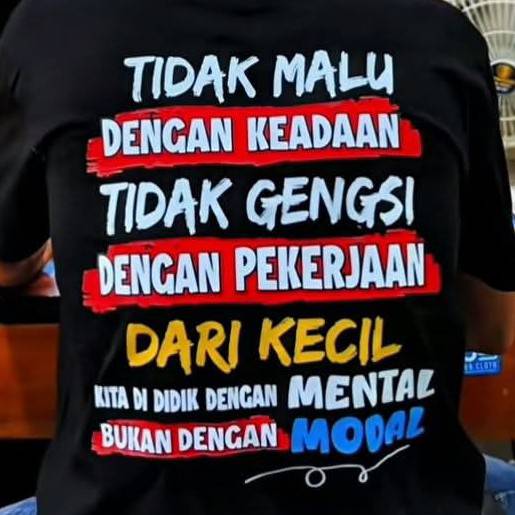 TIDAK MALU
DENGAN KEADAAN
TIDAK GENGSI
DENGAN PEKERJAAN
DARI KECIL
KITA DI DIDIK DENGAN MENTAL
BUKAN DENGAN MODAL